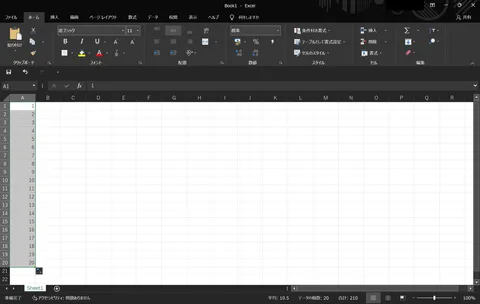 Book1 - Excel
ファイル ホーム 挿入 ページ レイアウト 数式 データ 校閲 表示 ヘルプ 実行したい作業 共有
貼り付け 游ゴシック 11 標準 条件付き書式 挿入
B I U テーブルとして書式設定 削除
セルのスタイル 書式
クリップボード フォント 配置 数値 スタイル セル 編集
A1 fx 1
A B C D E F G H I J K L M N O P Q R
1 1
2 2
3 3
4 4
5 5
6 6
7 7
8 8
9 9
10 10
11 11
12 12
13 13
14 14
15 15
16 16
17 17
18 18
19 19
20 20
21
22
Sheet1
準備完了 アクセシビリティ: 問題ありません 平均: 10.5 データの個数: 20 合計: 210 100%